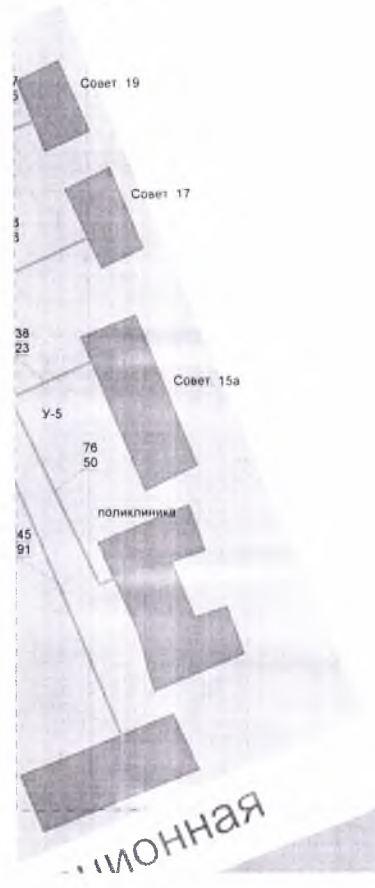 Совет. 19
Совет. 17
38
23
Совет. 15а
У-5
76
50
поликлиника
45
91
ционная